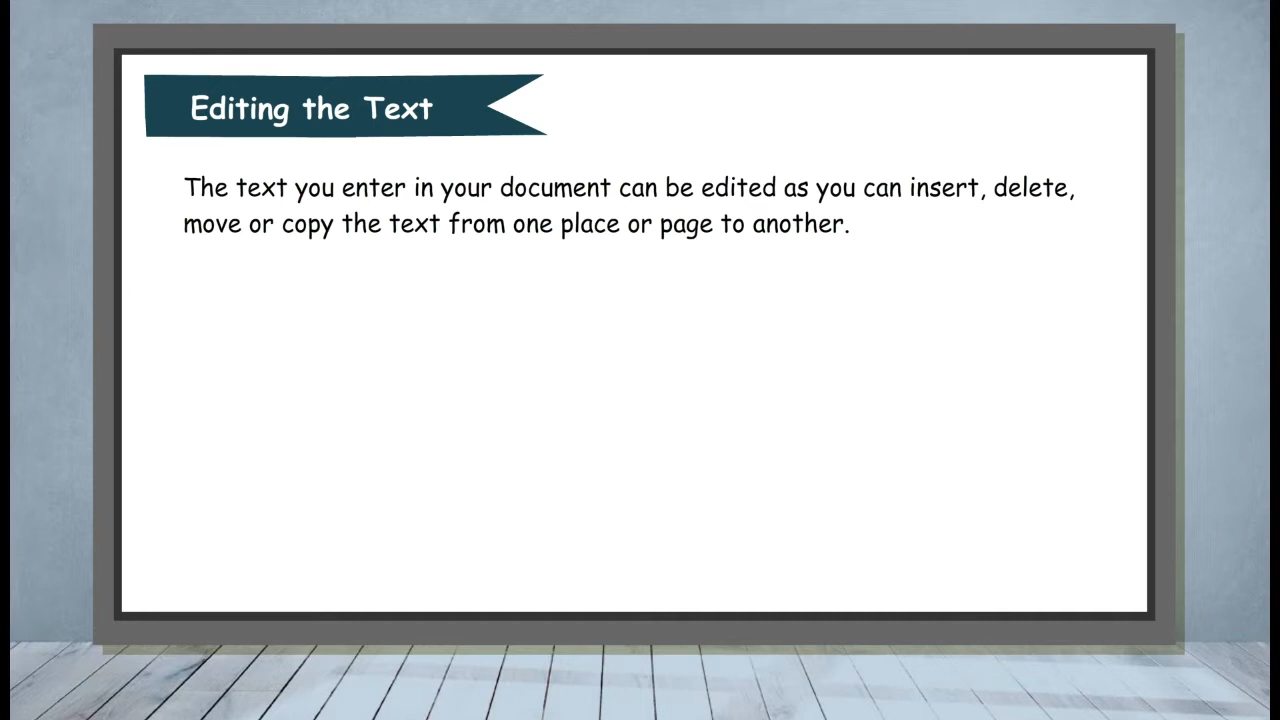 Editing the Text
The text you enter in your document can be edited as you can insert, delete,
move or copy the text from one place or page to another.